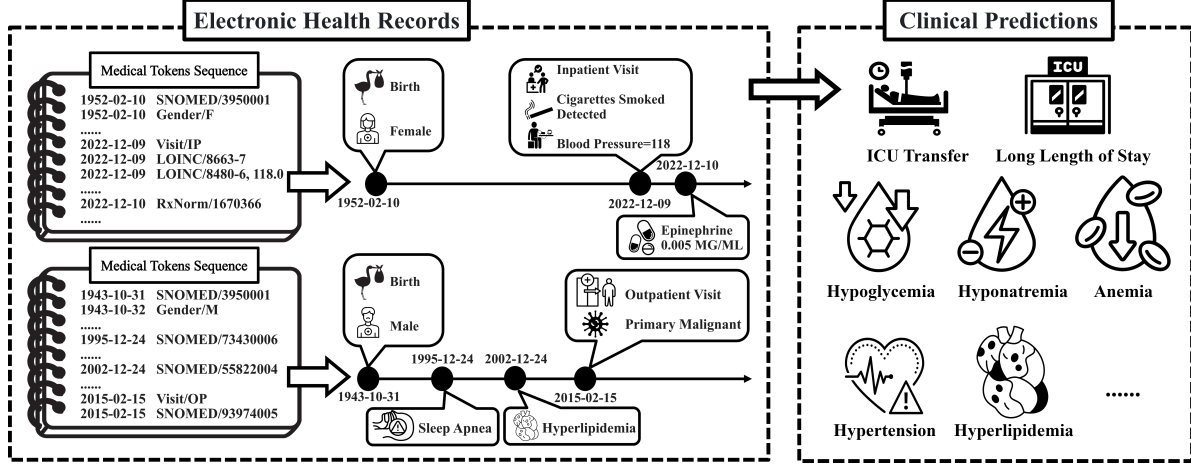 Electronic Health Records
Medical Tokens Sequence
1952-02-10 SNOMED/3950001
1952-02-10 Gender/F
......
2022-12-09 Visit/IP
2022-12-09 LOINC/8663-7
2022-12-09 LOINC/8480-6, 118.0
......
2022-12-10 RxNorm/1670366
......
Birth
Female
1952-02-10
Inpatient Visit
Cigarettes Smoked
Detected
Blood Pressure=118
2022-12-10
2022-12-09
Epinephrine
0.005 MG/ML
Medical Tokens Sequence
1943-10-31 SNOMED/3950001
1943-10-32 Gender/M
......
1995-12-24 SNOMED/73430006
......
2002-12-24 SNOMED/55822004
......
2015-02-15 Visit/OP
2015-02-15 SNOMED/93974005
Birth
Male
1943-10-31
1995-12-24
Sleep Apnea
2002-12-24
Hyperlipidemia
Outpatient Visit
Primary Malignant
2015-02-15
Clinical Predictions
ICU
ICU Transfer
Long Length of Stay
Hypoglycemia
Hyponatremia
Anemia
Hypertension
Hyperlipidemia
......